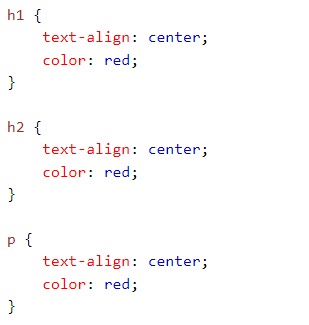 h1 {
    text-align: center;
    color: red;
}

h2 {
    text-align: center;
    color: red;
}

p {
    text-align: center;
    color: red;
}